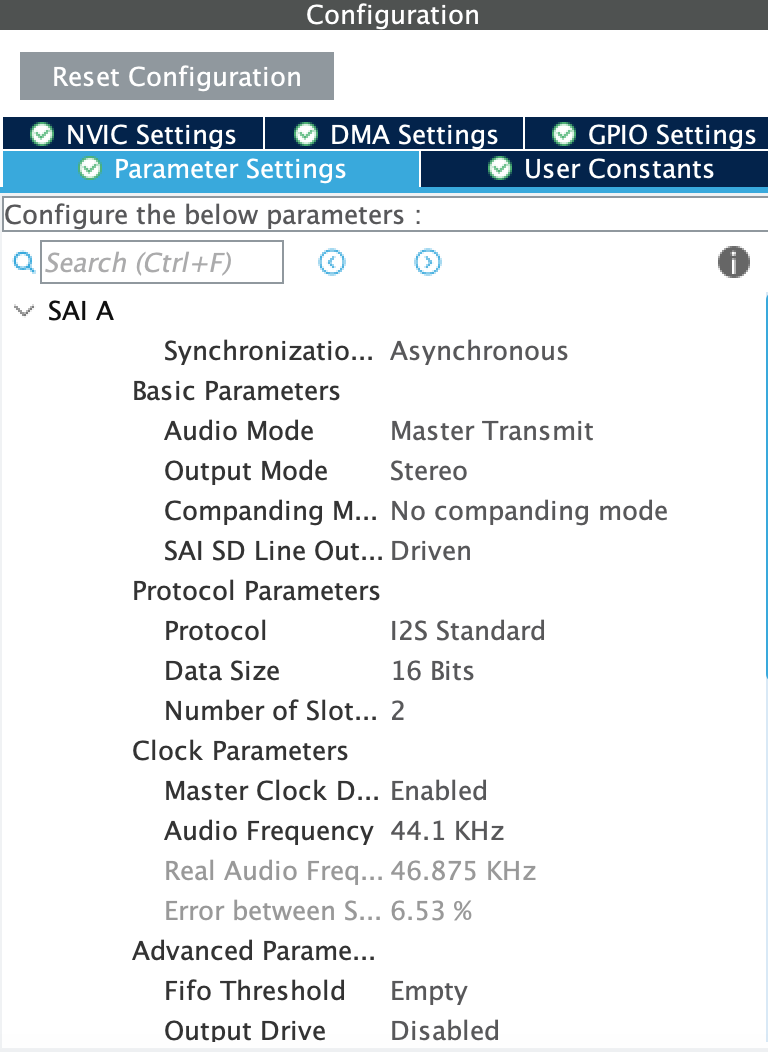 Configuration
Reset Configuration
NVIC Settings DMA Settings GPIO Settings
Parameter Settings User Constants
Configure the below parameters :
Search (Ctrl+F)
SAI A
Synchronizatio... Asynchronous
Basic Parameters
Audio Mode Master Transmit
Output Mode Stereo
Companding M... No companding mode
SAI SD Line Out... Driven
Protocol Parameters
Protocol I2S Standard
Data Size 16 Bits
Number of Slot... 2
Clock Parameters
Master Clock D... Enabled
Audio Frequency 44.1 KHz
Real Audio Freq... 46.875 KHz
Error between S... 6.53 %
Advanced Parame...
Fifo Threshold Empty
Output Drive Disabled